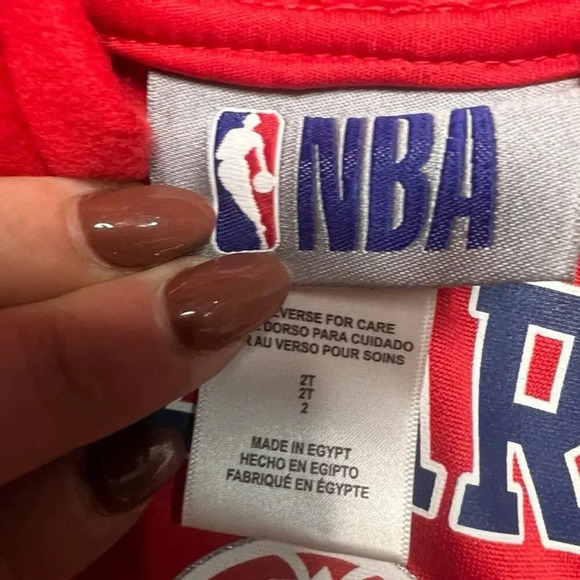 NBA
EVERSE FOR CARE
DORSO PARA CUIDADO
AU VERSO POUR SOINS
2T
2T
2
MADE IN EGYPT
HECHO EN EGIPTO
FABRIQUÉ EN ÉGYPTE
R